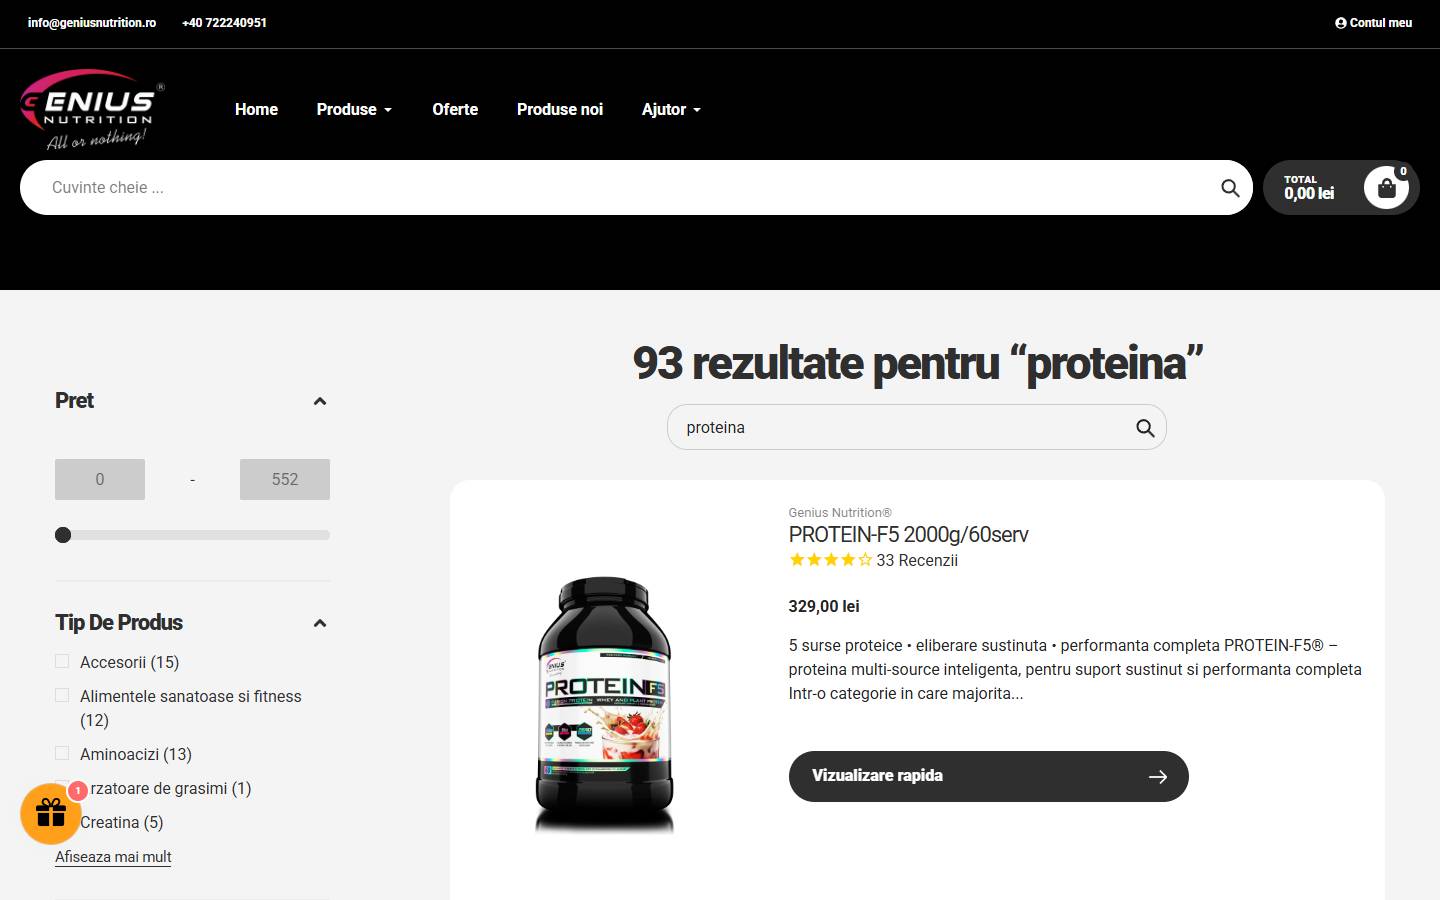 info@geniusnutrition.ro
+40 722240951
Contul meu
GENIUS®
NUTRITION
All or nothing!
Home
Produse
Oferte
Produse noi
Ajutor
Cuvinte cheie ...
TOTAL
0,00 lei
0
93 rezultate pentru “proteina”
proteina
Pret
0 - 552
Tip De Produs
Accesorii (15)
Alimentele sanatoase si fitness
(12)
Aminoacizi (13)
rzatoare de grasimi (1)
Creatina (5)
Afiseaza mai mult
1
Genius Nutrition®
PROTEIN-F5 2000g/60serv
33 Recenzii
329,00 lei
5 surse proteice • eliberare sustinuta • performanta completa PROTEIN-F5® –
proteina multi-source inteligenta, pentru suport sustinut si performanta completa
Intr-o categorie in care majorita...
Vizualizare rapida
PROTEIN F5